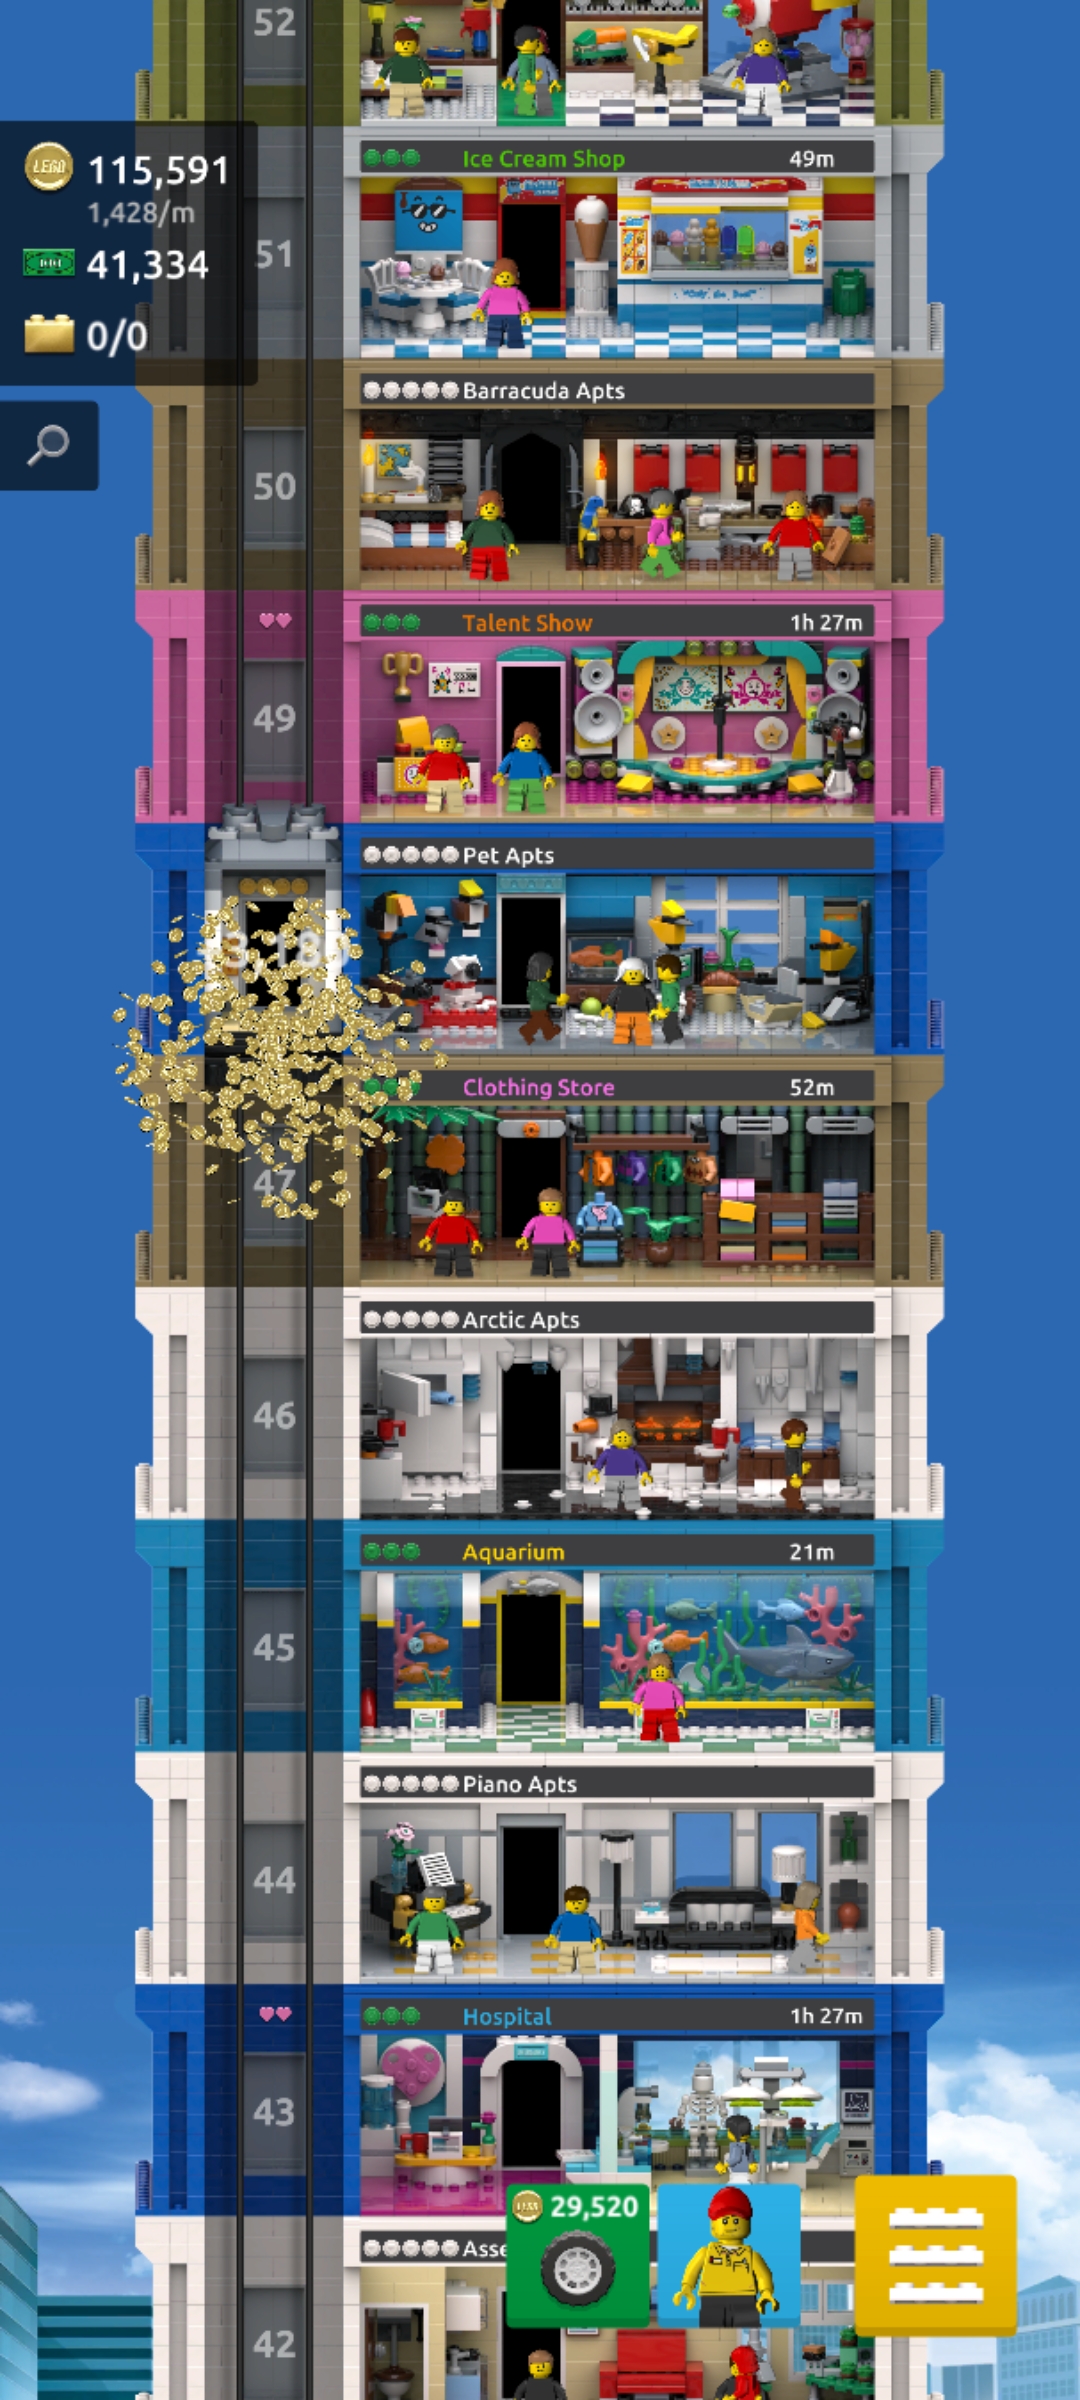 52
LEGO 115,591
1,428/m
41,334
0/0
Ice Cream Shop 49m
51
Barracuda Apts
50
Talent Show 1h 27m
49
Pet Apts
Clothing Store 52m
47
Arctic Apts
46
Aquarium 21m
45
Piano Apts
44
Hospital 1h 27m
43
29,520
Asse
42